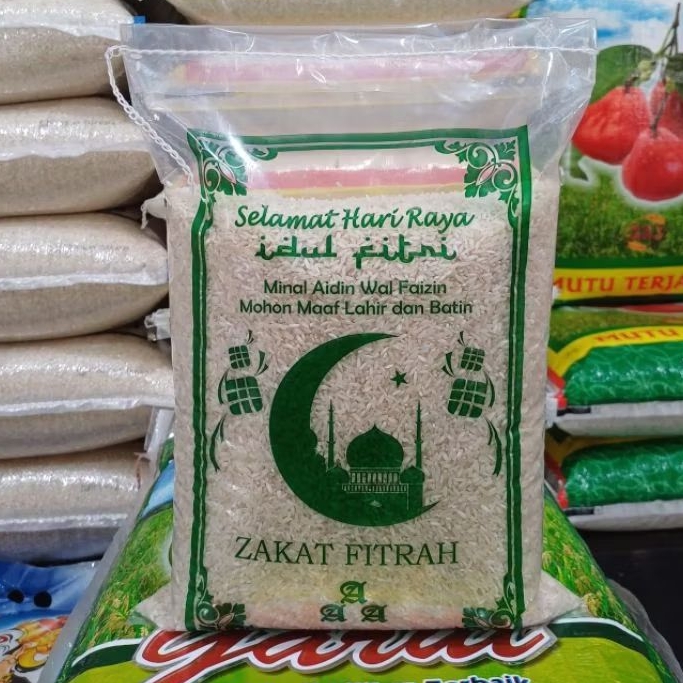 Selamat Hari Raya
idul fitri
Minal Aidin Wal Faizin
Mohon Maaf Lahir dan Batin
ZAKAT FITRAH
A
A A
MUTU TERJA
MUTU
Terbaik